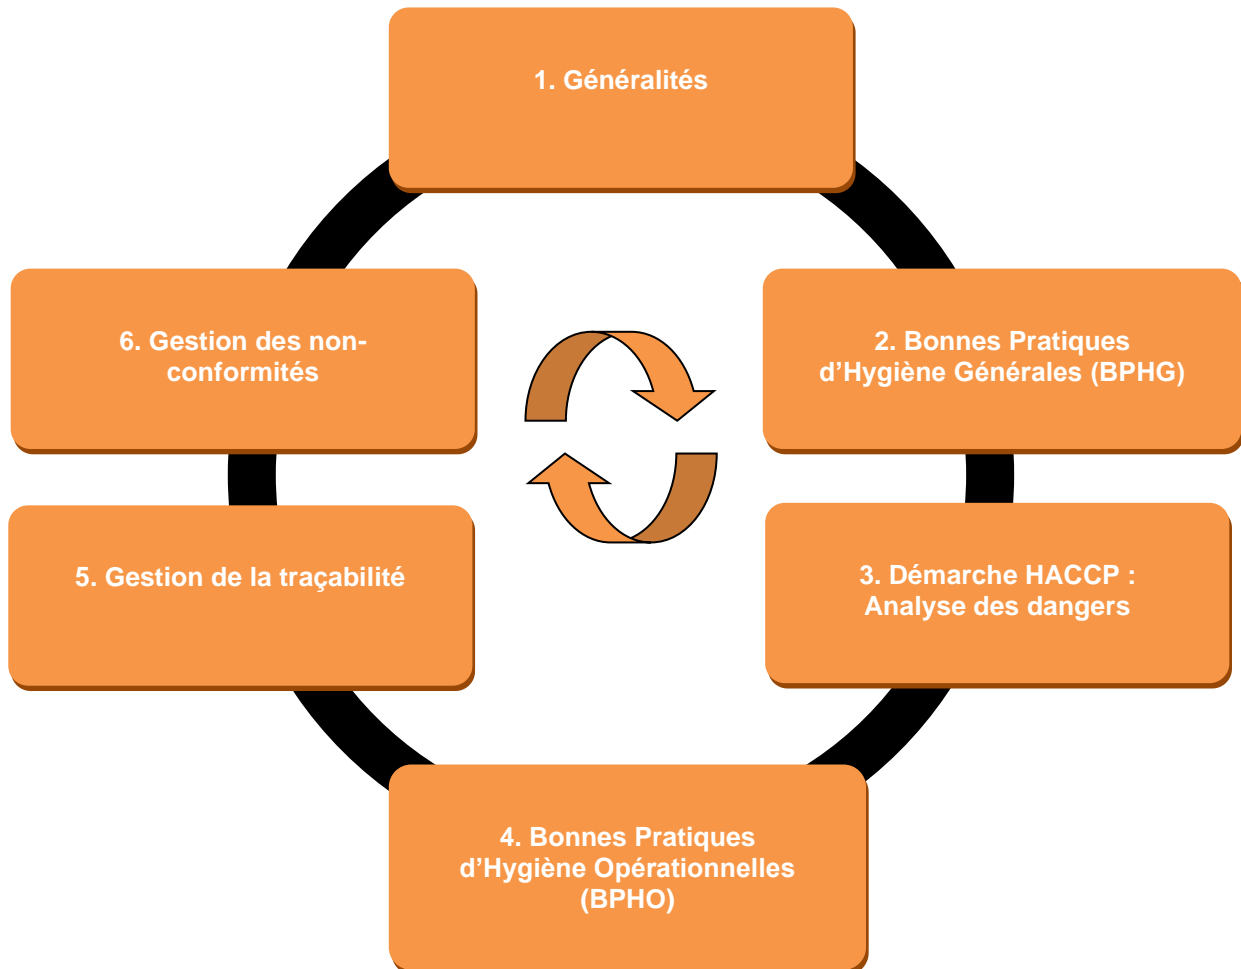 1. Généralités
2. Bonnes Pratiques
d’Hygiène Générales (BPHG)
3. Démarche HACCP :
Analyse des dangers
4. Bonnes Pratiques
d’Hygiène Opérationnelles
(BPHO)
5. Gestion de la traçabilité
6. Gestion des non-
conformités